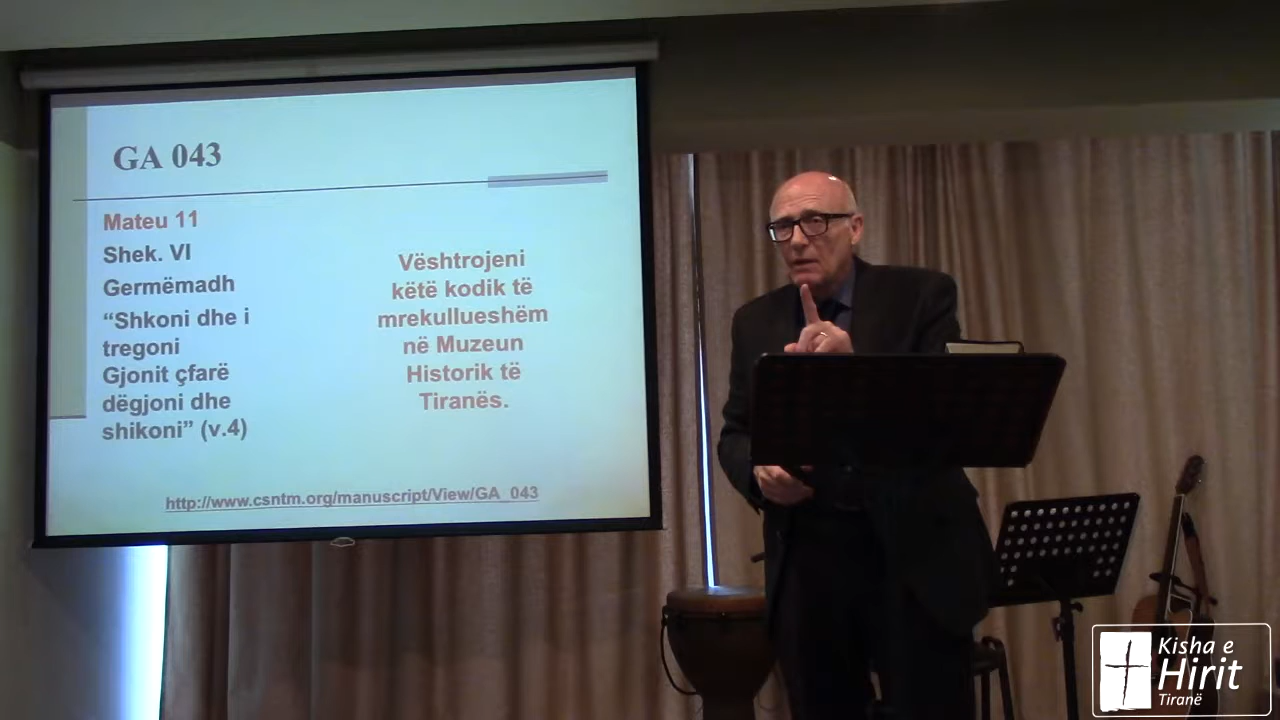 GA 043
Mateu 11
Shek. VI
Germëmadh
“Shkoni dhe i
tregoni
Gjonit çfarë
dëgjoni dhe
shikoni” (v.4)
Vështrojeni
këtë kodik të
mrekullueshëm
në Muzeun
Historik të
Tiranës.
http://www.csntm.org/manuscript/View/GA_043
Kisha e
Hirit
Tiranë